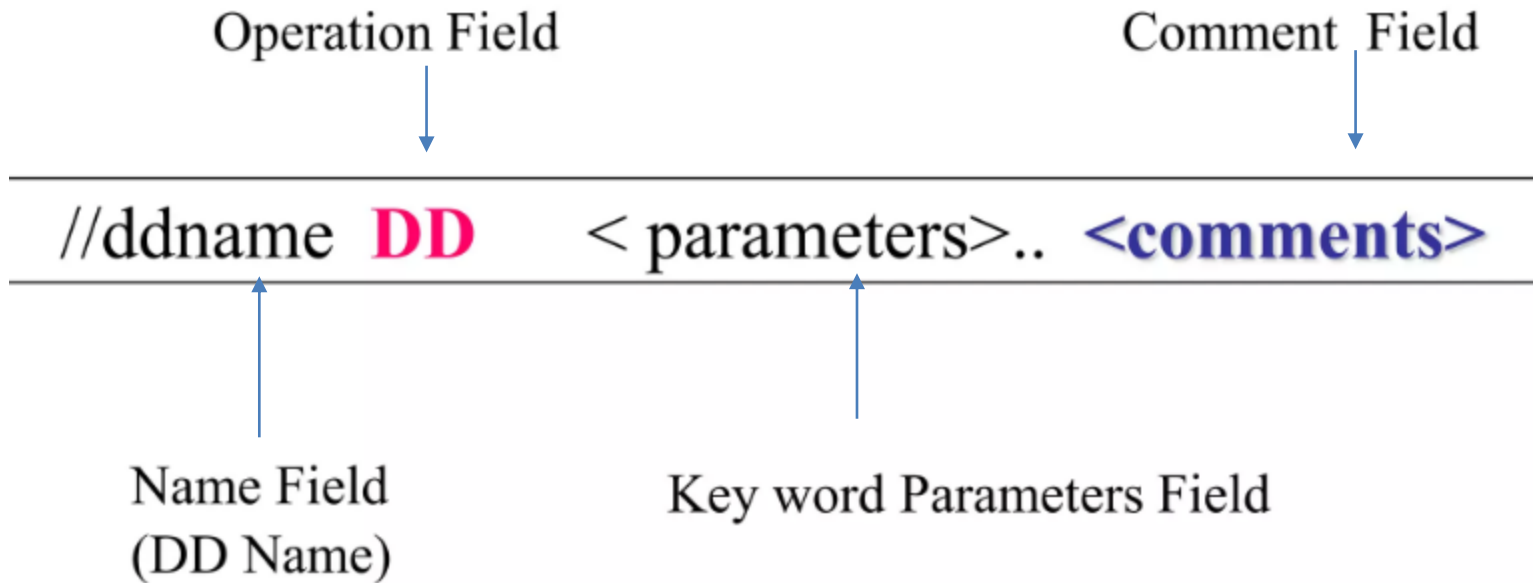 Operation Field
Comment Field
//ddname DD < parameters>.. <comments>
Name Field
(DD Name)
Key word Parameters Field